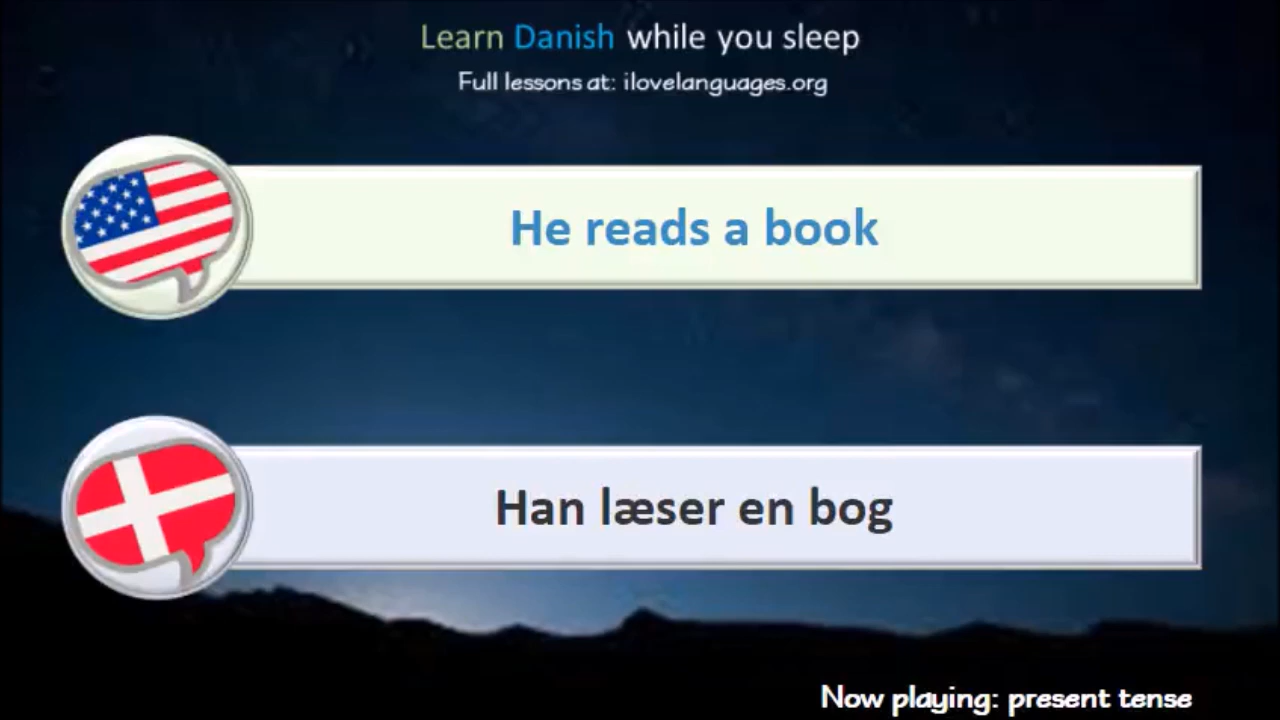 Learn Danish while you sleep
Full lessons at: ilovelanguages.org
He reads a book
Han læser en bog
Now playing: present tense